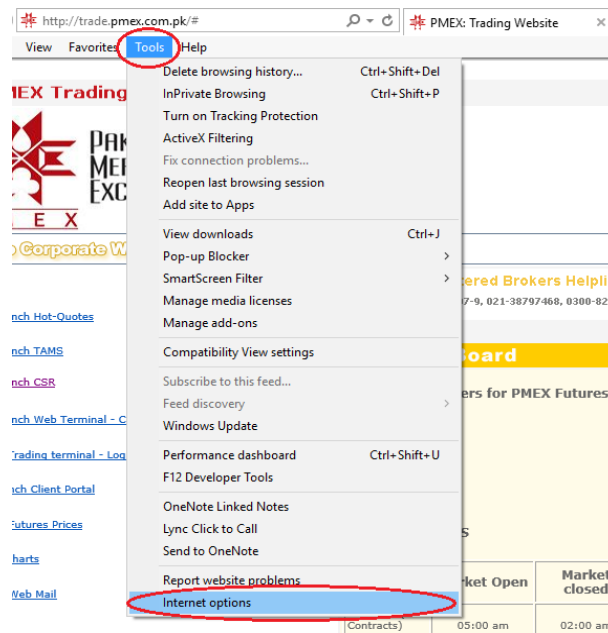 http://trade.pmex.com.pk/#
PMEX: Trading Website
View Favorites Tools Help
Delete browsing history... Ctrl+Shift+Del
InPrivate Browsing Ctrl+Shift+P
Turn on Tracking Protection
ActiveX Filtering
Fix connection problems...
Reopen last browsing session
Add site to Apps
View downloads Ctrl+J
Pop-up Blocker
SmartScreen Filter
Manage media licenses
Manage add-ons
Compatibility View settings
Subscribe to this feed...
Feed discovery
Windows Update
Performance dashboard Ctrl+Shift+U
F12 Developer Tools
OneNote Linked Notes
Lync Click to Call
Send to OneNote
Report website problems
Internet options
MEX Trading
PAK
MER
EXC
E X
Corporate W
nch Hot-Quotes
nch TAMS
nch CSR
nch Web Terminal - C
Trading terminal - Log
nch Client Portal
Futures Prices
harts
Web Mail
ered Brokers Helpli
07-9, 021-38797468, 0300-82
Board
ers for PMEX Futures
S
rket Open
Market
closed
Contracts)
05:00 am
02:00 am